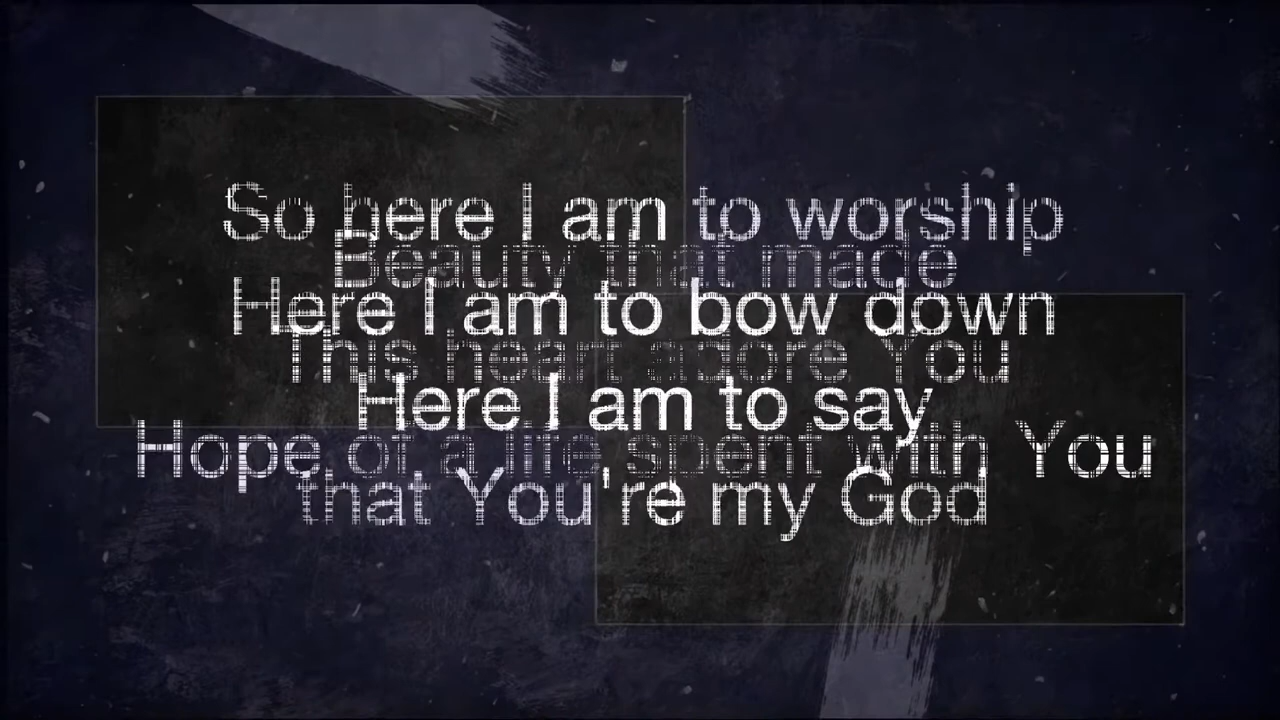 So here I am to worship
Beauty that made
Here I am to bow down
This heart adore You
Here I am to say
Hope of a life spent with You
that You're my God